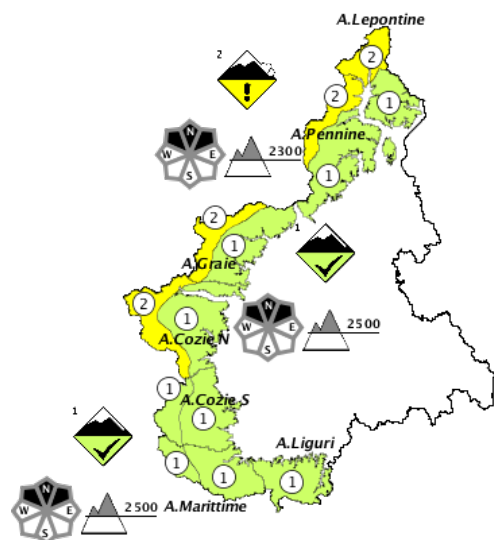 A.Lepontine
2
2
2
1
A.Pennine
N
W E
S
2300
1
2
1
1
A.Graie
2
1
N
W E
S
2500
A.Cozie N
1
A.Cozie S
1
1
A.Liguri
1
1
1
N
W E
S
2500
A.Marittime